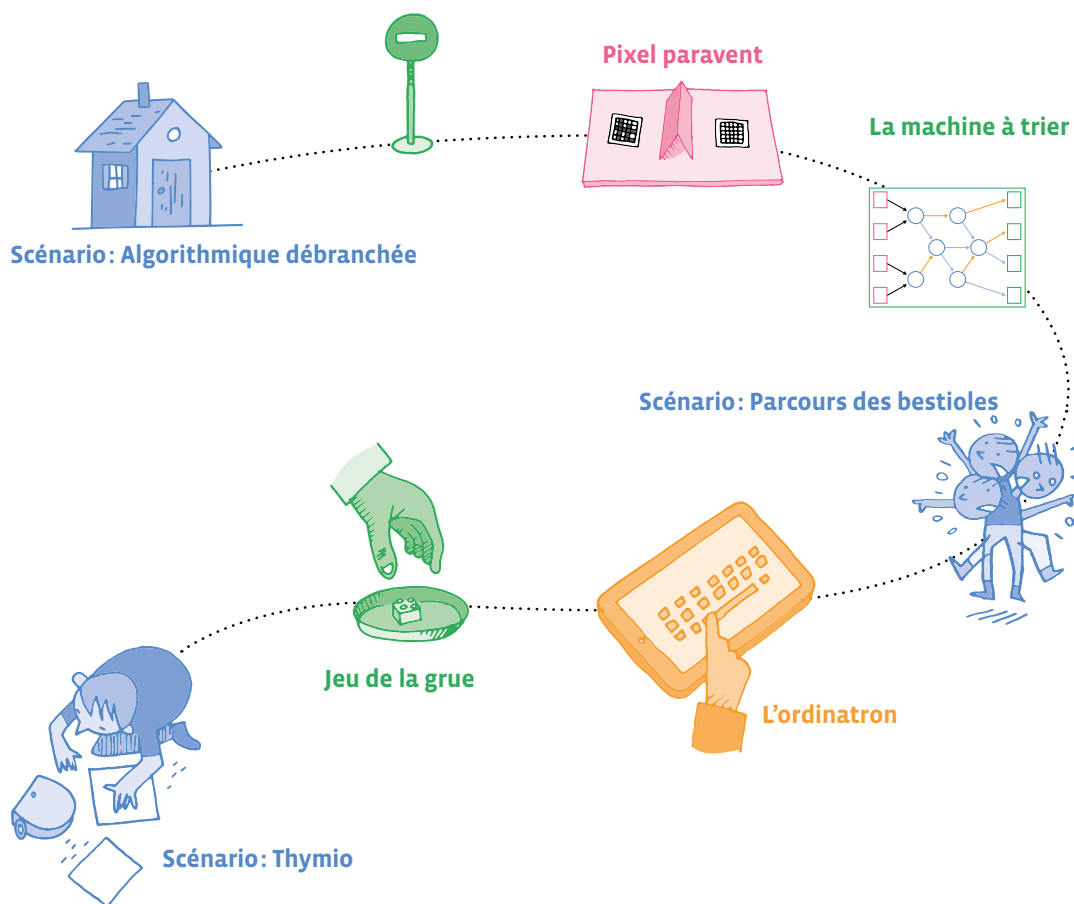 Pixel paravent
La machine à trier
Scénario : Algorithmique débranchée
Scénario : Parcours des bestioles
Jeu de la grue
L’ordinatron
Scénario : Thymio